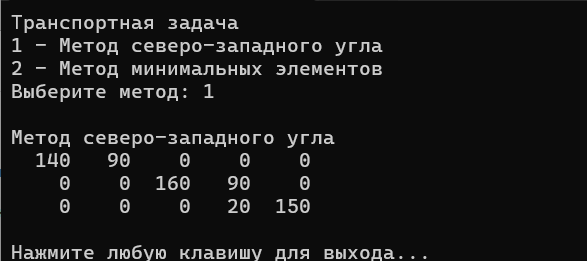 Транспортная задача
1 - Метод северо-западного угла
2 - Метод минимальных элементов
Выберите метод: 1
Метод северо-западного угла
140 90 0 0 0
0 0 160 90 0
0 0 0 20 150
Нажмите любую клавишу для выхода...